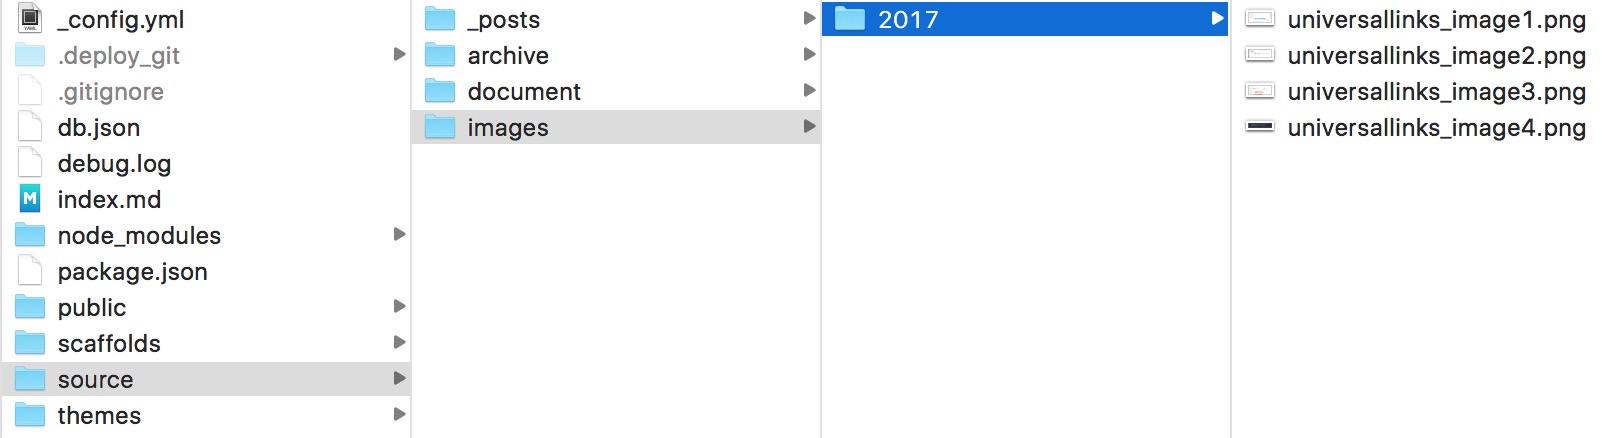 _config.yml
.deploy_git
.gitignore
db.json
debug.log
index.md
node_modules
package.json
public
scaffolds
source
themes
_posts
archive
document
images
2017
universallinks_image1.png
universallinks_image2.png
universallinks_image3.png
universallinks_image4.png